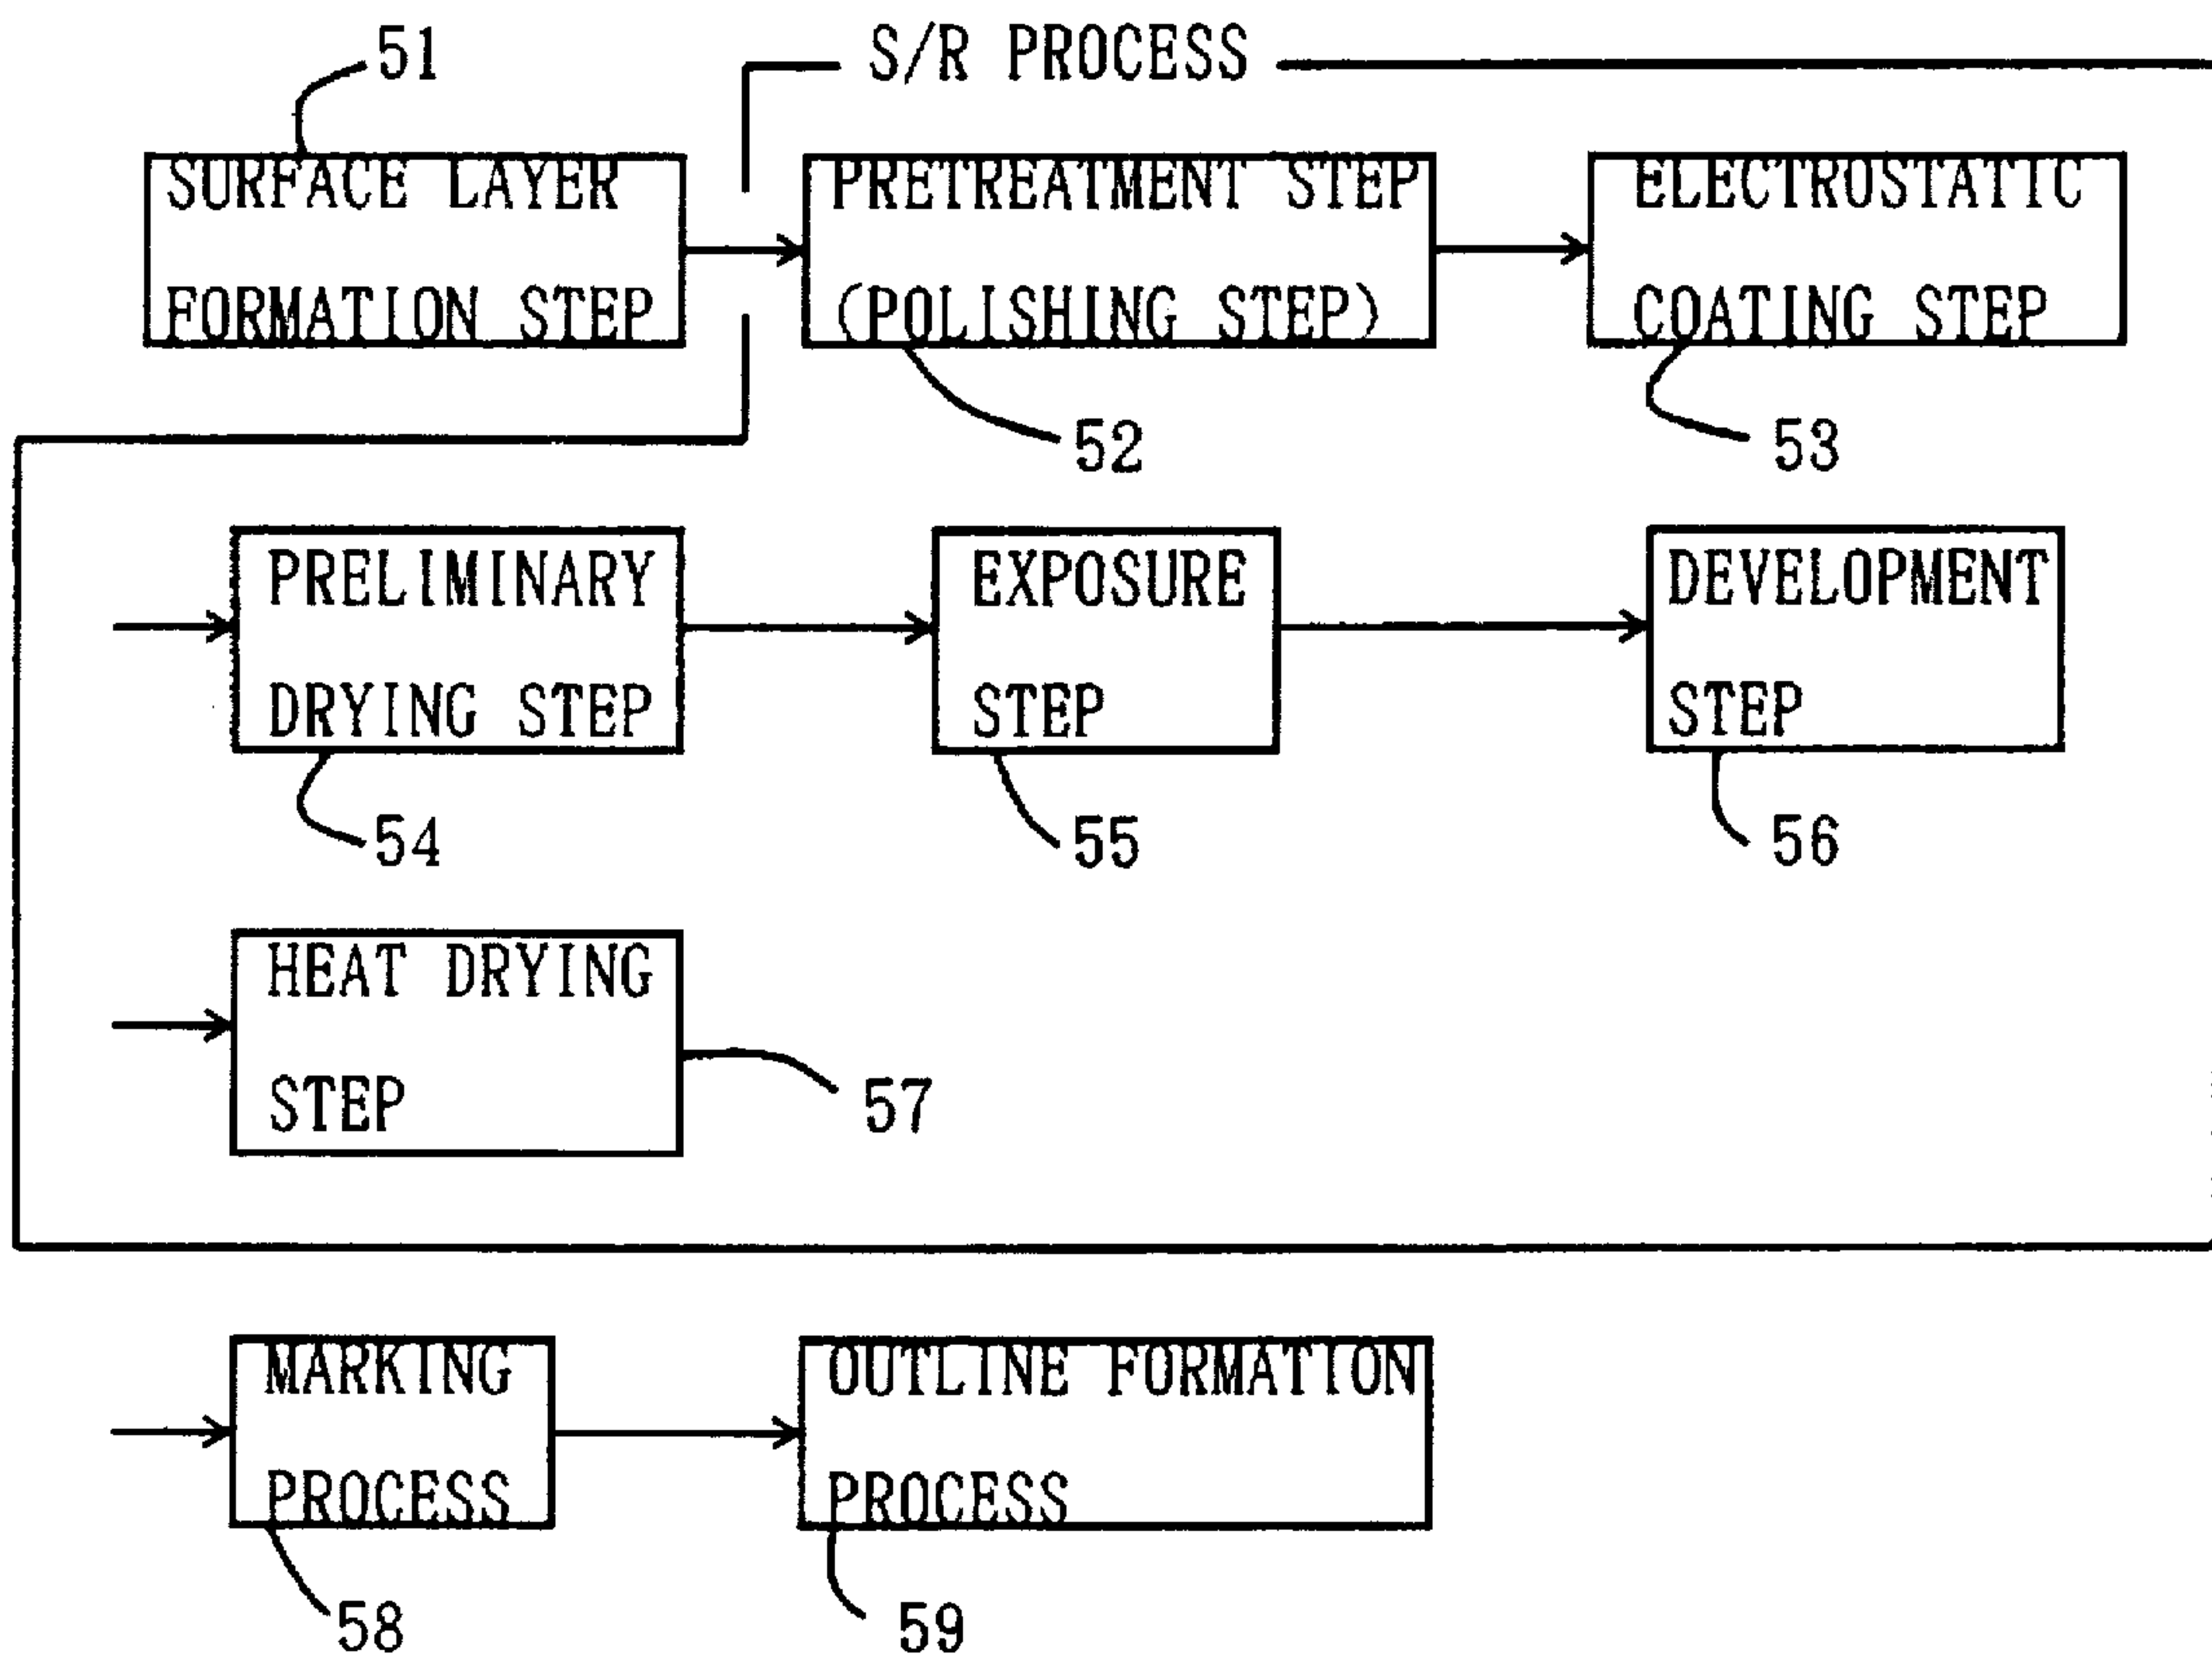 51
S/R PROCESS
SURFACE LAYER
FORMATION STEP
PRETREATMENT STEP
(POLISHING STEP)
ELECTROSTATIC
COATING STEP
52
53
PRELIMINARY
DRYING STEP
EXPOSURE
STEP
DEVELOPMENT
STEP
54
55
56
HEAT DRYING
STEP
57
MARKING
PROCESS
OUTLINE FORMATION
PROCESS
58
59